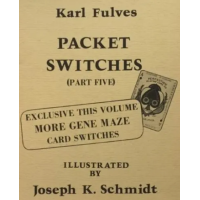 Karl Fulves
PACKET
SWITCHES
(PART FIVE)
EXCLUSIVE THIS VOLUME
MORE GENE MAZE
CARD SWITCHES
ILLUSTRATED
BY
Joseph K. Schmidt